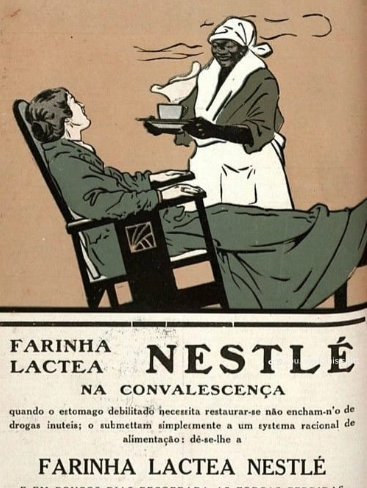 FARINHA
LACTEA
NESTLÉ
NA CONVALESCENÇA
quando o estomago debilitado necessita restaurar-se não encham-n'o de
drogas inuteis; o submettam simplesmente a um systema racional de
alimentação: dê-se-lhe a
FARINHA LACTEA NESTLÉ